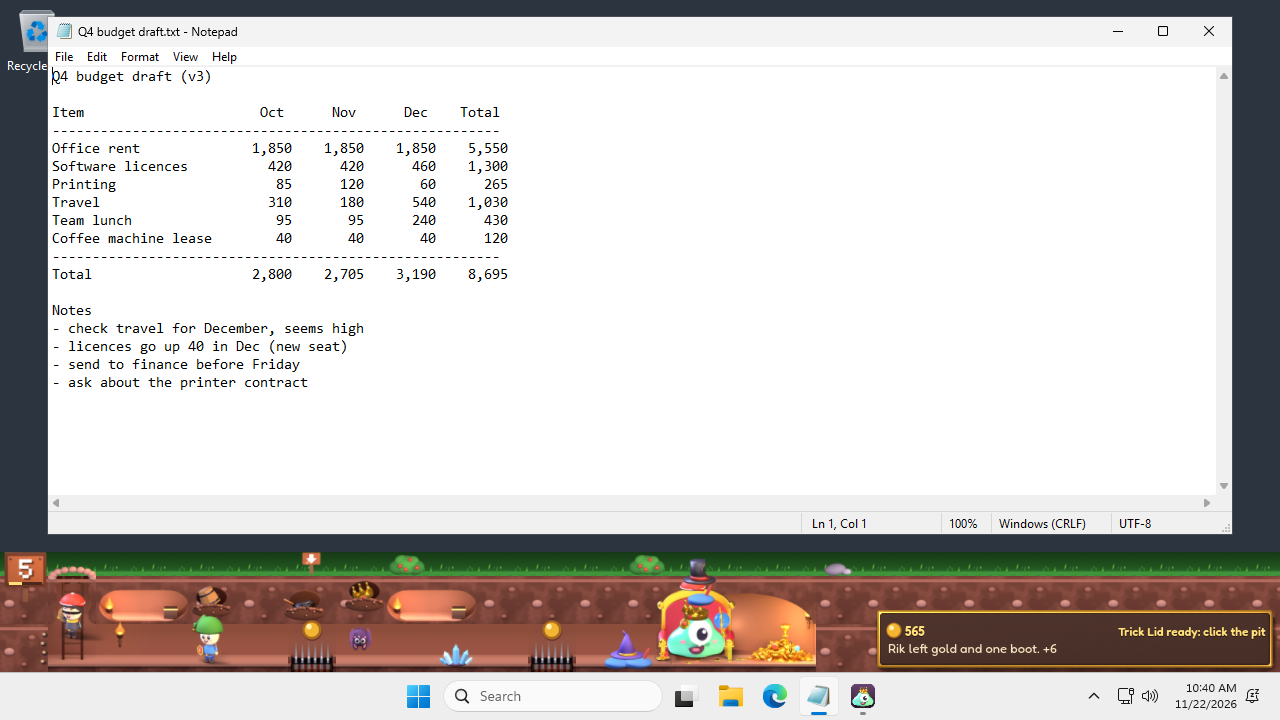 Recycle
Q4 budget draft.txt - Notepad
File Edit Format View Help
Q4 budget draft (v3)
Item Oct Nov Dec Total
--------------------------------------------------------
Office rent 1,850 1,850 1,850 5,550
Software licences 420 420 460 1,300
Printing 85 120 60 265
Travel 310 180 540 1,030
Team lunch 95 95 240 430
Coffee machine lease 40 40 40 120
--------------------------------------------------------
Total 2,800 2,705 3,190 8,695
Notes
- check travel for December, seems high
- licences go up 40 in Dec (new seat)
- send to finance before Friday
- ask about the printer contract
Ln 1, Col 1 100% Windows (CRLF) UTF-8
5
565 Trick Lid ready: click the pit
Rik left gold and one boot. +6
Search
10:40 AM
11/22/2026